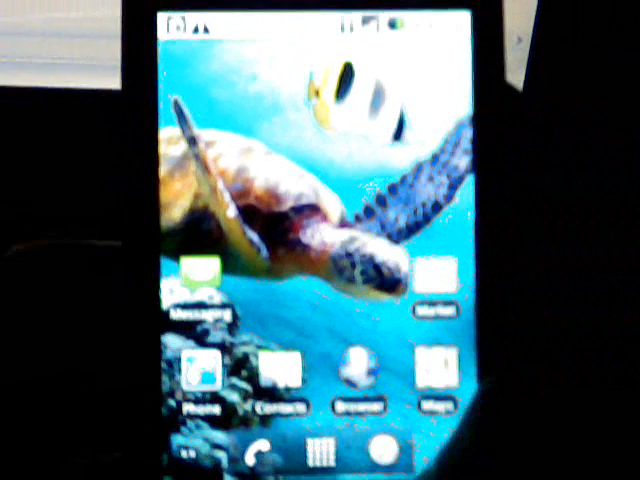 Messaging
Market
Phone
Contacts
Browser
Maps